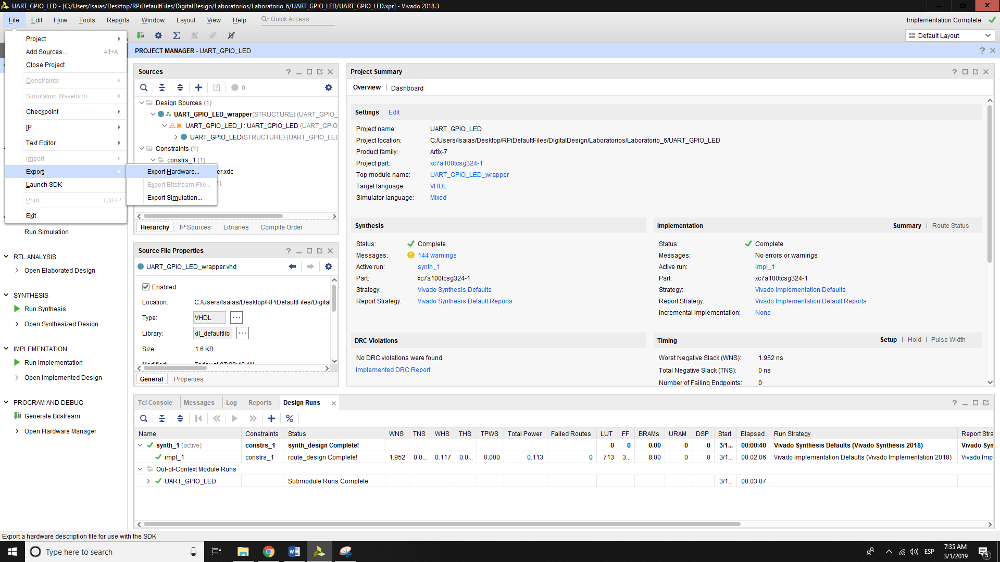 UART_GPIO_LED - [C:/Users/Isaias/Desktop/RPiDefaultFiles/DigitalDesign/Laboratorios/Laboratorio_6/UART_GPIO_LED/UART_GPIO_LED.xpr] - Vivado 2018.3
File Edit Flow Tools Reports Window Layout View Help Quick Access
Implementation Complete
Default Layout
Project
Add Sources... Alt+A
Close Project
Constraints
Simulation Waveform
Checkpoint
IP
Text Editor
Import
Export
Launch SDK
Print... Ctrl+P
Exit
Export Hardware...
Export Bitstream File...
Export Simulation...
Run Simulation
RTL ANALYSIS
Open Elaborated Design
SYNTHESIS
Run Synthesis
Open Synthesized Design
IMPLEMENTATION
Run Implementation
Open Implemented Design
PROGRAM AND DEBUG
Generate Bitstream
Open Hardware Manager
PROJECT MANAGER - UART_GPIO_LED
Sources
0
Design Sources (1)
UART_GPIO_LED_wrapper(STRUCTURE) (UART_GPIO_
UART_GPIO_LED_i : UART_GPIO_LED (UART_GPIO
UART_GPIO_LED(STRUCTURE) (UART_GPIO_LED
Constraints (1)
constrs_1 (1)
er.xdc
1)
Hierarchy IP Sources Libraries Compile Order
Source File Properties
UART_GPIO_LED_wrapper.vhd
Enabled
Location: C:/Users/Isaias/Desktop/RPiDefaultFiles/Digital
Type: VHDL
Library: xil_defaultlib
Size: 1.6 KB
Modified: Today at 07:28:49 AM
General Properties
Project Summary
Overview Dashboard
Settings Edit
Project name: UART_GPIO_LED
Project location: C:/Users/Isaias/Desktop/RPiDefaultFiles/DigitalDesign/Laboratorios/Laboratorio_6/UART_GPIO_LED
Product family: Artix-7
Project part: xc7a100tcsg324-1
Top module name: UART_GPIO_LED_wrapper
Target language: VHDL
Simulator language: Mixed
Synthesis
Status: Complete
Messages: 144 warnings
Active run: synth_1
Part: xc7a100tcsg324-1
Strategy: Vivado Synthesis Defaults
Report Strategy: Vivado Synthesis Default Reports
Implementation Summary Route Status
Status: Complete
Messages: No errors or warnings
Active run: impl_1
Part: xc7a100tcsg324-1
Strategy: Vivado Implementation Defaults
Report Strategy: Vivado Implementation Default Reports
Incremental implementation: None
DRC Violations
No DRC violations were found.
Implemented DRC Report
Timing Setup Hold Pulse Width
Worst Negative Slack (WNS): 1.952 ns
Total Negative Slack (TNS): 0 ns
Number of Failing Endpoints: 0
Tcl Console Messages Log Reports Design Runs
Name Constraints Status WNS TNS WHS THS TPWS Total Power Failed Routes LUT FF BRAMs URAM DSP Start Elapsed Run Strategy Report Stra
synth_1 (active) constrs_1 synth_design Complete! 0 0 0.00 0 0 3/1... 00:00:40 Vivado Synthesis Defaults (Vivado Synthesis 2018) Vivado Syn
impl_1 constrs_1 route_design Complete! 1.952 0.0... 0.117 0.0... 0.000 0.113 0 713 3... 8.00 0 0 3/1... 00:02:06 Vivado Implementation Defaults (Vivado Implementation 2018) Vivado Imp
Out-of-Context Module Runs
UART_GPIO_LED Submodule Runs Complete 3/1... 00:03:07
Export a hardware description file for use with the SDK
Type here to search
ESP
7:35 AM
3/1/2019
5